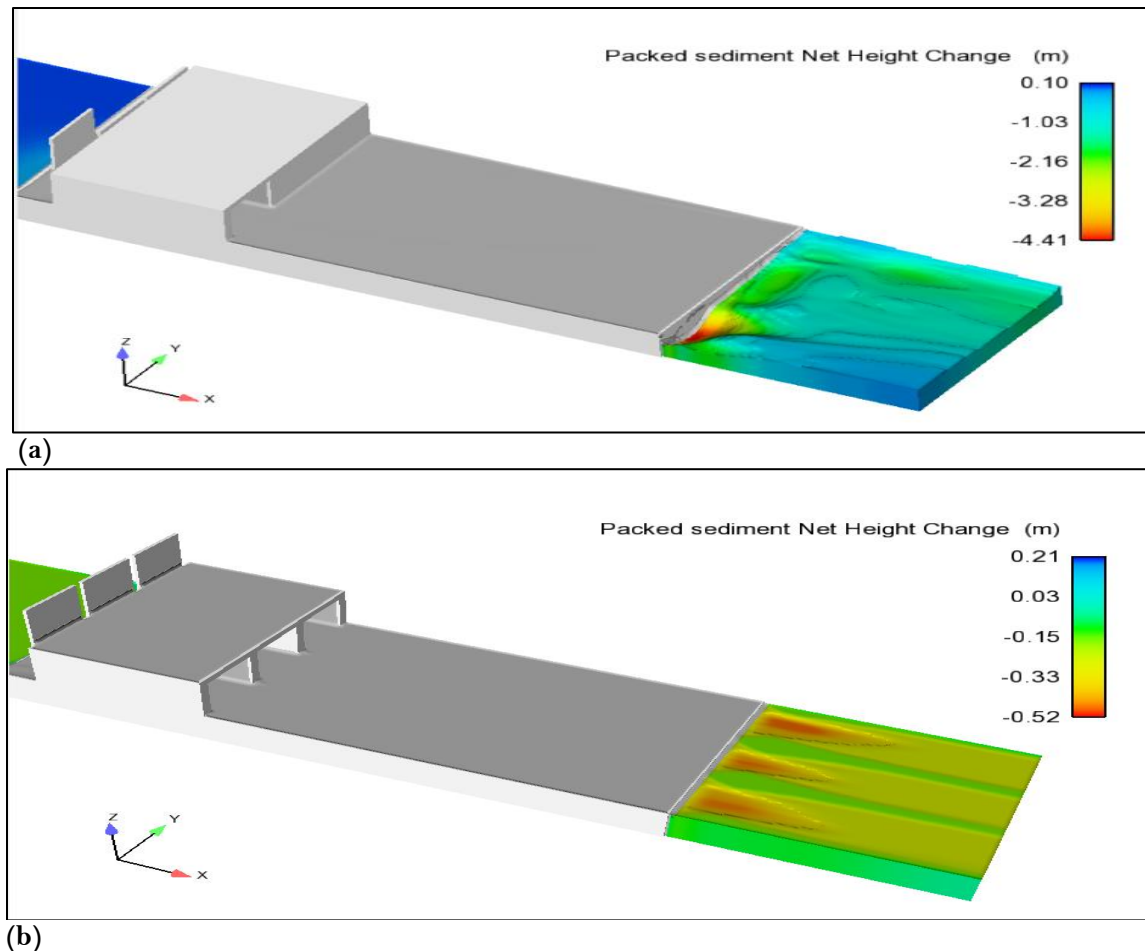 Packed sediment Net Height Change (m)
0.10
-1.03
-2.16
-3.28
-4.41
Z
Y
X
(a)
Packed sediment Net Height Change (m)
0.21
0.03
-0.15
-0.33
-0.52
Z
Y
X
(b)